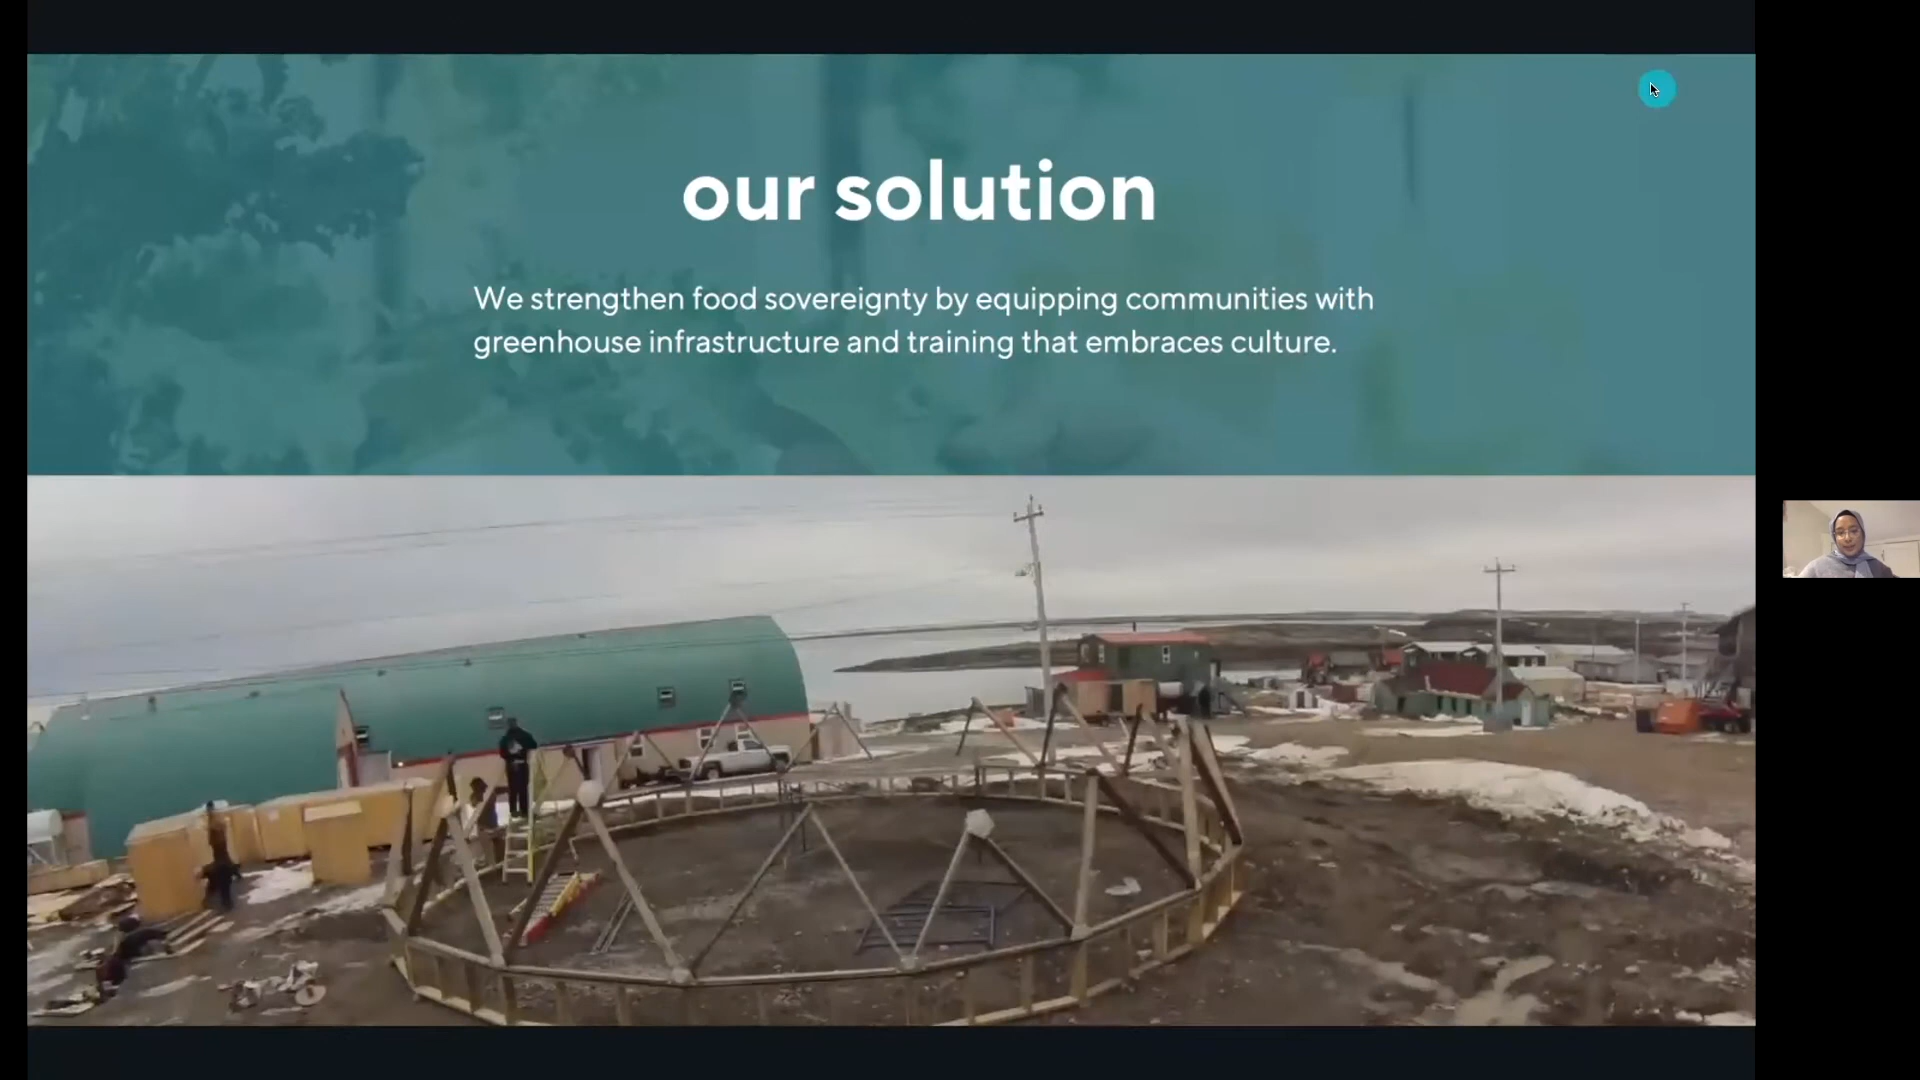 our solution
We strengthen food sovereignty by equipping communities with
greenhouse infrastructure and training that embraces culture.